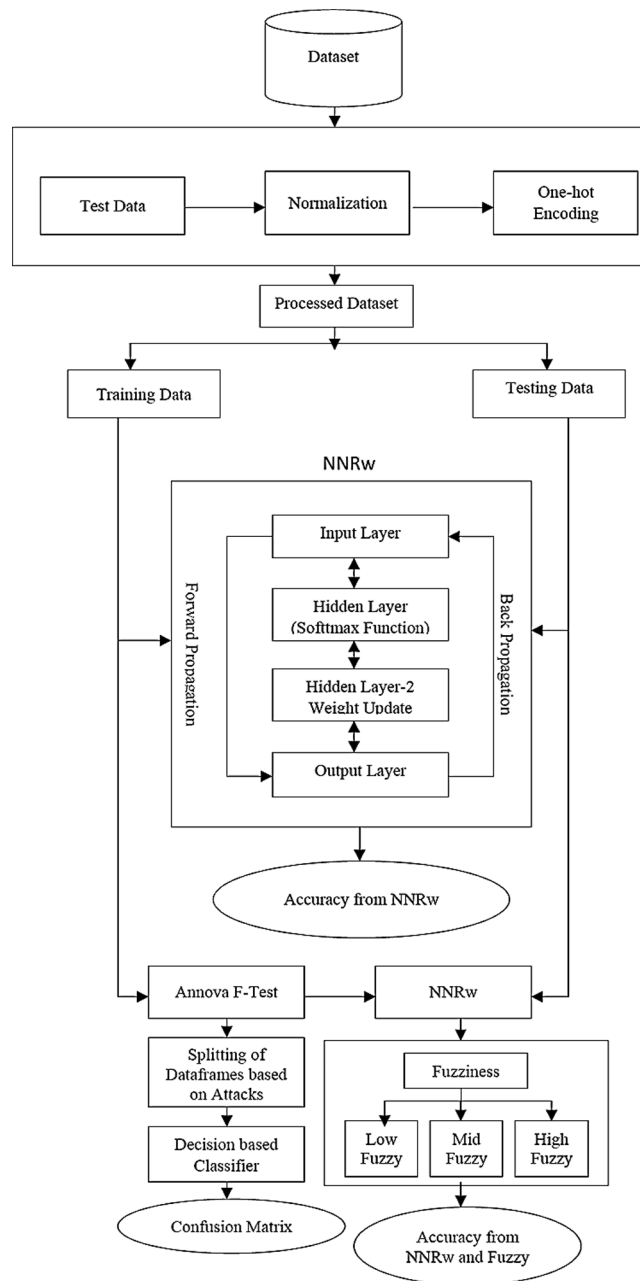 Dataset
Test Data
Normalization
One-hot
Encoding
Processed Dataset
Training Data
Testing Data
NNRw
Forward Propagation
Input Layer
Hidden Layer
(Softmax Function)
Hidden Layer-2
Weight Update
Output Layer
Back Propagation
Accuracy from NNRw
Annova F-Test
NNRw
Splitting of
Dataframes based
on Attacks
Decision based
Classifier
Confusion Matrix
Fuzziness
Low
Fuzzy
Mid
Fuzzy
High
Fuzzy
Accuracy from
NNRw and Fuzzy